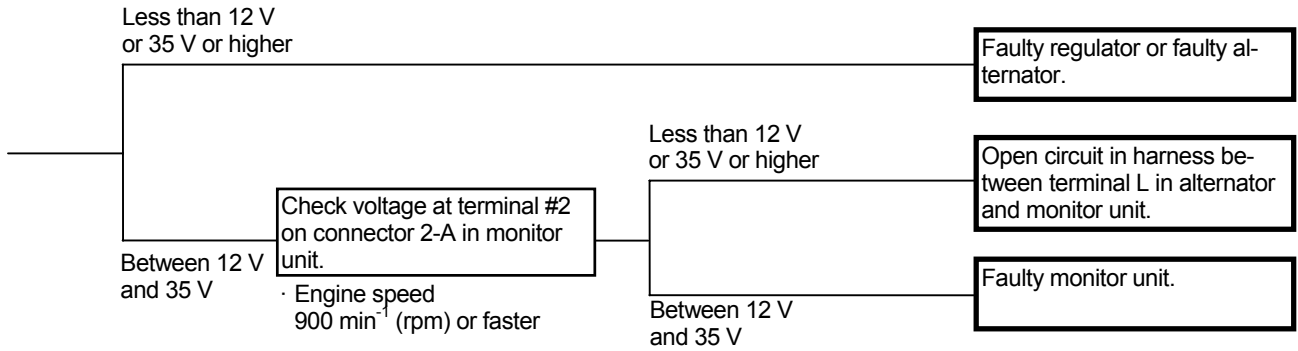 Less than 12 V
or 35 V or higher
Faulty regulator or faulty al-
ternator.
Less than 12 V
or 35 V or higher
Open circuit in harness be-
tween terminal L in alternator
and monitor unit.
Check voltage at terminal #2
on connector 2-A in monitor
unit.
Between 12 V
and 35 V
· Engine speed
900 min-1 (rpm) or faster
Faulty monitor unit.
Between 12 V
and 35 V